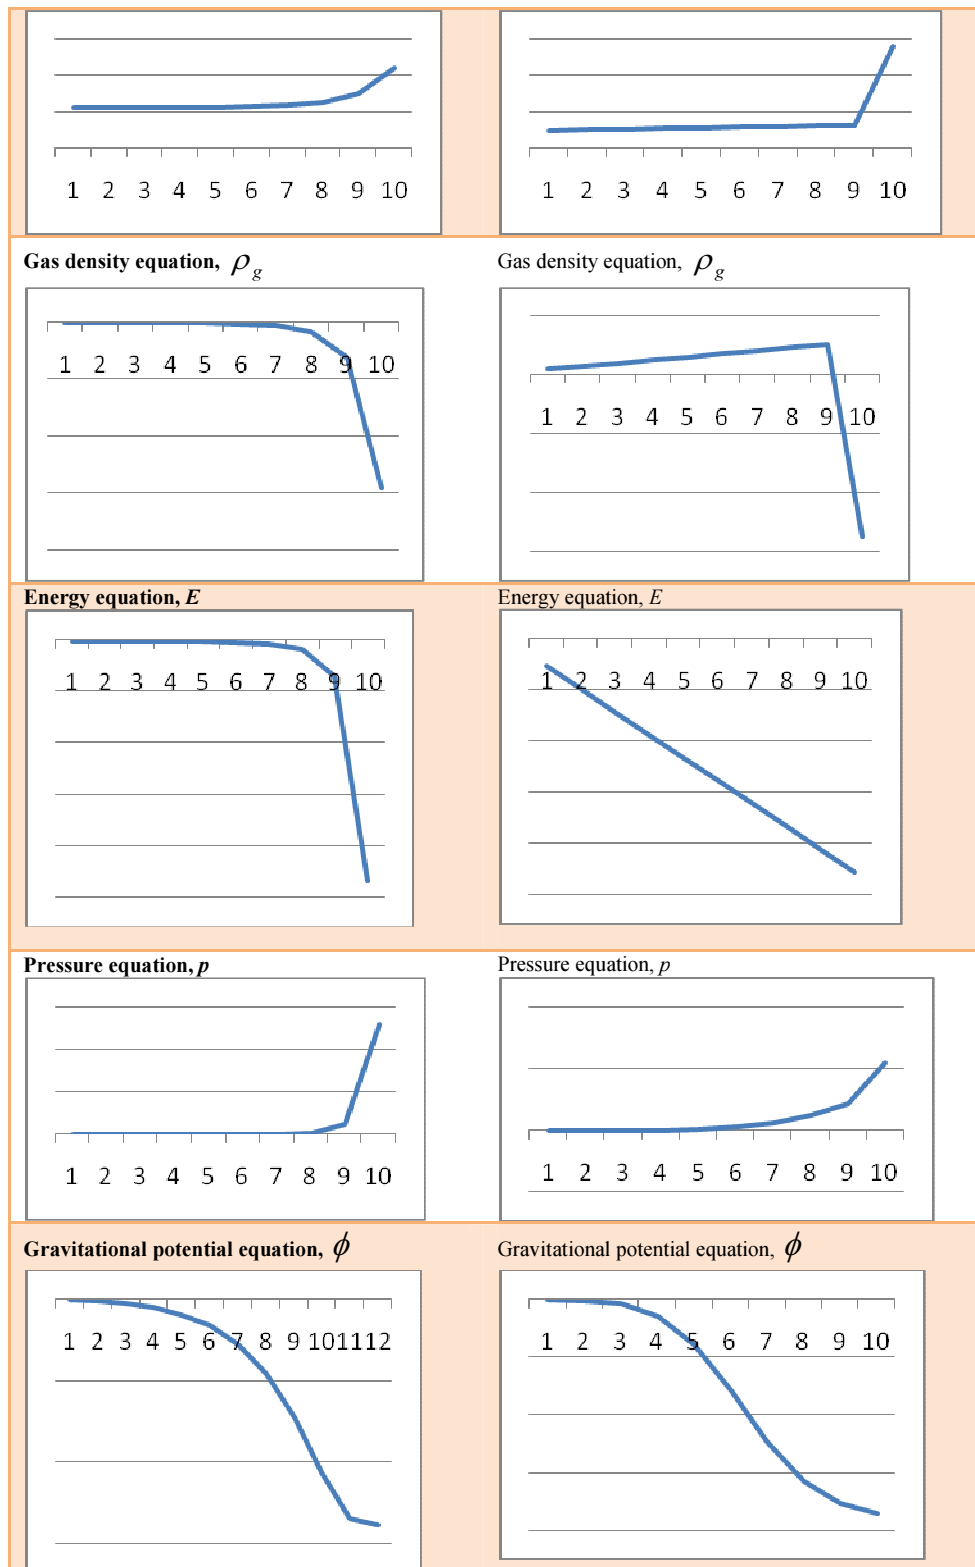 1 2 3 4 5 6 7 8 9 10
1 2 3 4 5 6 7 8 9 10
Gas density equation, ρg
Gas density equation, ρg
1 2 3 4 5 6 7 8 9 10
1 2 3 4 5 6 7 8 9 10
Energy equation, E
Energy equation, E
1 2 3 4 5 6 7 8 9 10
1 2 3 4 5 6 7 8 9 10
Pressure equation, p
Pressure equation, p
1 2 3 4 5 6 7 8 9 10
1 2 3 4 5 6 7 8 9 10
Gravitational potential equation, ϕ
Gravitational potential equation, ϕ
1 2 3 4 5 6 7 8 9 10 11 12
1 2 3 4 5 6 7 8 9 10